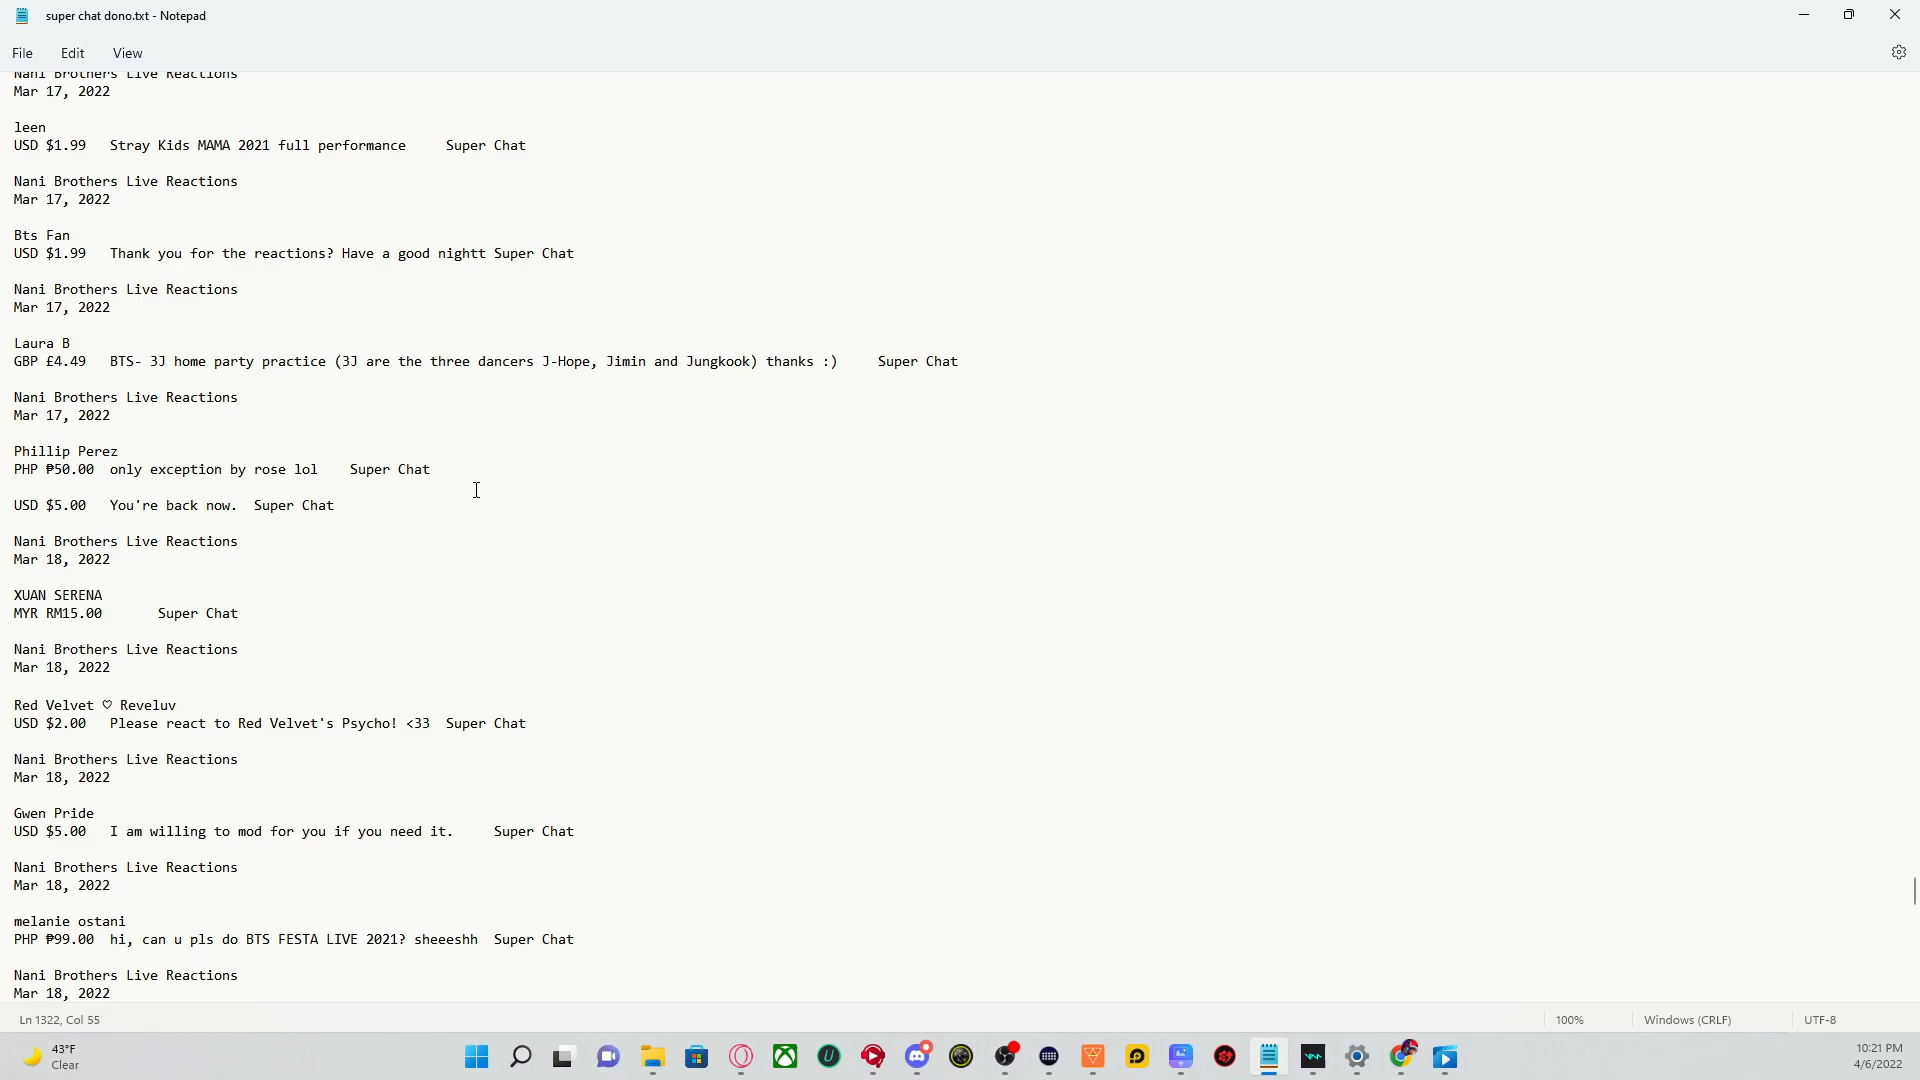 super chat dono.txt - Notepad
File Edit View
Nani Brothers Live Reactions
Mar 17, 2022
leen
USD $1.99 Stray Kids MAMA 2021 full performance Super Chat
Nani Brothers Live Reactions
Mar 17, 2022
Bts Fan
USD $1.99 Thank you for the reactions? Have a good nightt Super Chat
Nani Brothers Live Reactions
Mar 17, 2022
Laura B
GBP £4.49 BTS- 3J home party practice (3J are the three dancers J-Hope, Jimin and Jungkook) thanks :) Super Chat
Nani Brothers Live Reactions
Mar 17, 2022
Phillip Perez
PHP ₱50.00 only exception by rose lol Super Chat
USD $5.00 You're back now. Super Chat
Nani Brothers Live Reactions
Mar 18, 2022
XUAN SERENA
MYR RM15.00 Super Chat
Nani Brothers Live Reactions
Mar 18, 2022
Red Velvet ♡ Reveluv
USD $2.00 Please react to Red Velvet's Psycho! <33 Super Chat
Nani Brothers Live Reactions
Mar 18, 2022
Gwen Pride
USD $5.00 I am willing to mod for you if you need it. Super Chat
Nani Brothers Live Reactions
Mar 18, 2022
melanie ostani
PHP ₱99.00 hi, can u pls do BTS FESTA LIVE 2021? sheeeshh Super Chat
Nani Brothers Live Reactions
Mar 18, 2022
Ln 1322, Col 55 100% Windows (CRLF) UTF-8
43°F
Clear
10:21 PM
4/6/2022